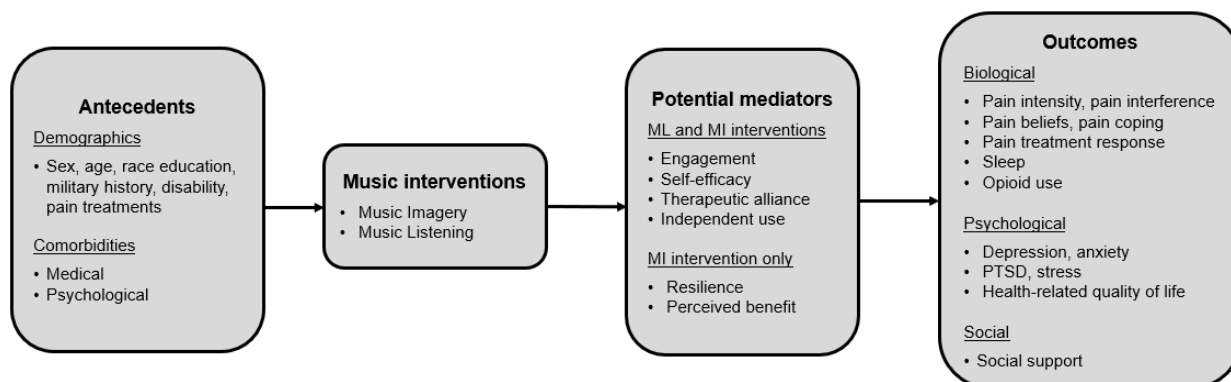 Antecedents
Demographics
• Sex, age, race education,
military history, disability,
pain treatments
Comorbidities
• Medical
• Psychological
Music interventions
• Music Imagery
• Music Listening
Potential mediators
ML and MI interventions
• Engagement
• Self-efficacy
• Therapeutic alliance
• Independent use
MI intervention only
• Resilience
• Perceived benefit
Outcomes
Biological
• Pain intensity, pain interference
• Pain beliefs, pain coping
• Pain treatment response
• Sleep
• Opioid use
Psychological
• Depression, anxiety
• PTSD, stress
• Health-related quality of life
Social
• Social support